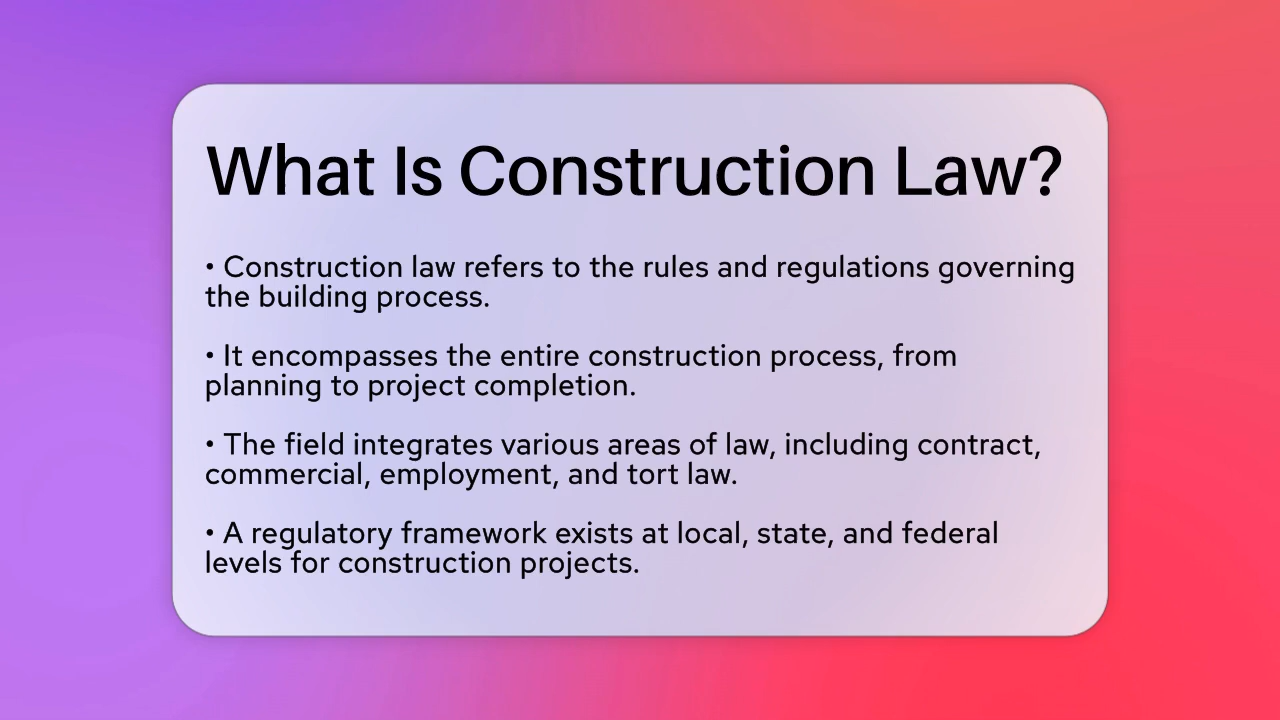 What Is Construction Law?
• Construction law refers to the rules and regulations governing
the building process.
• It encompasses the entire construction process, from
planning to project completion.
• The field integrates various areas of law, including contract,
commercial, employment, and tort law.
• A regulatory framework exists at local, state, and federal
levels for construction projects.